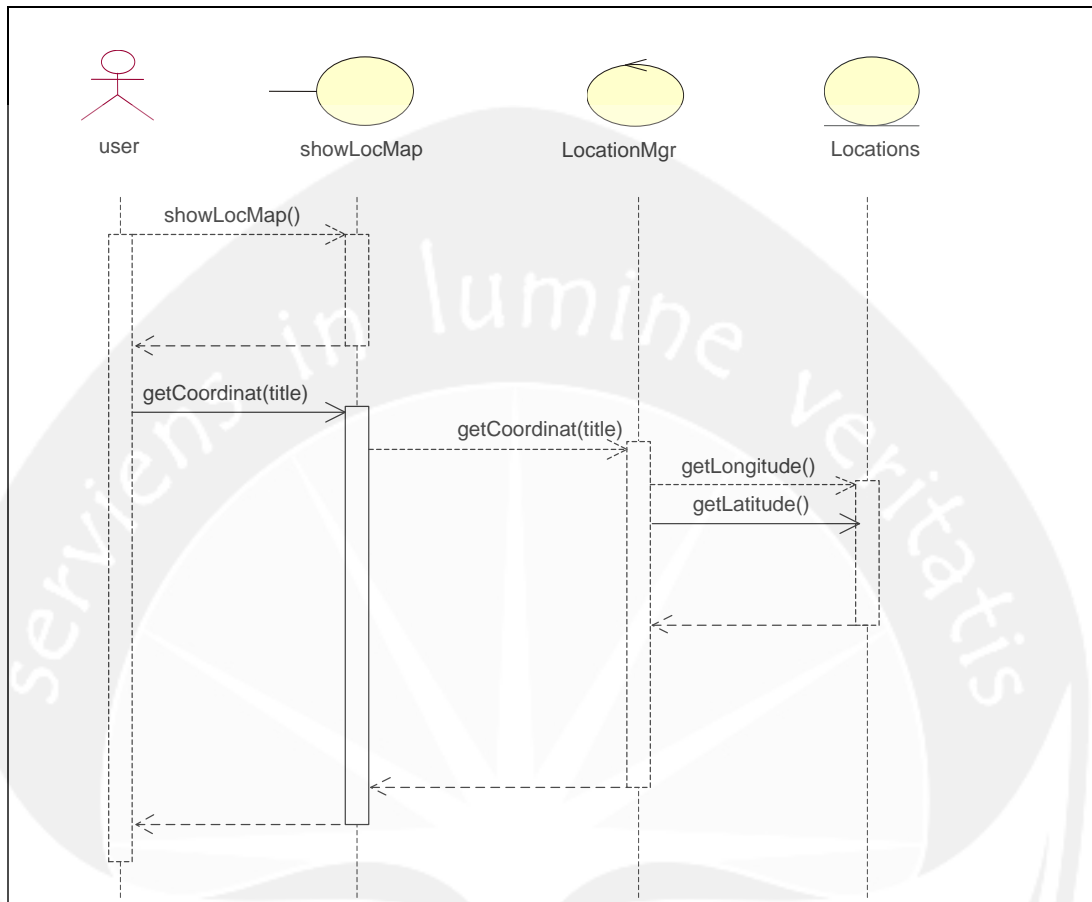 user
showLocMap
LocationMgr
Locations
showLocMap()
getCoordinat(title)
getCoordinat(title)
getLongitude()
getLatitude()
serviens in lumine veritatis